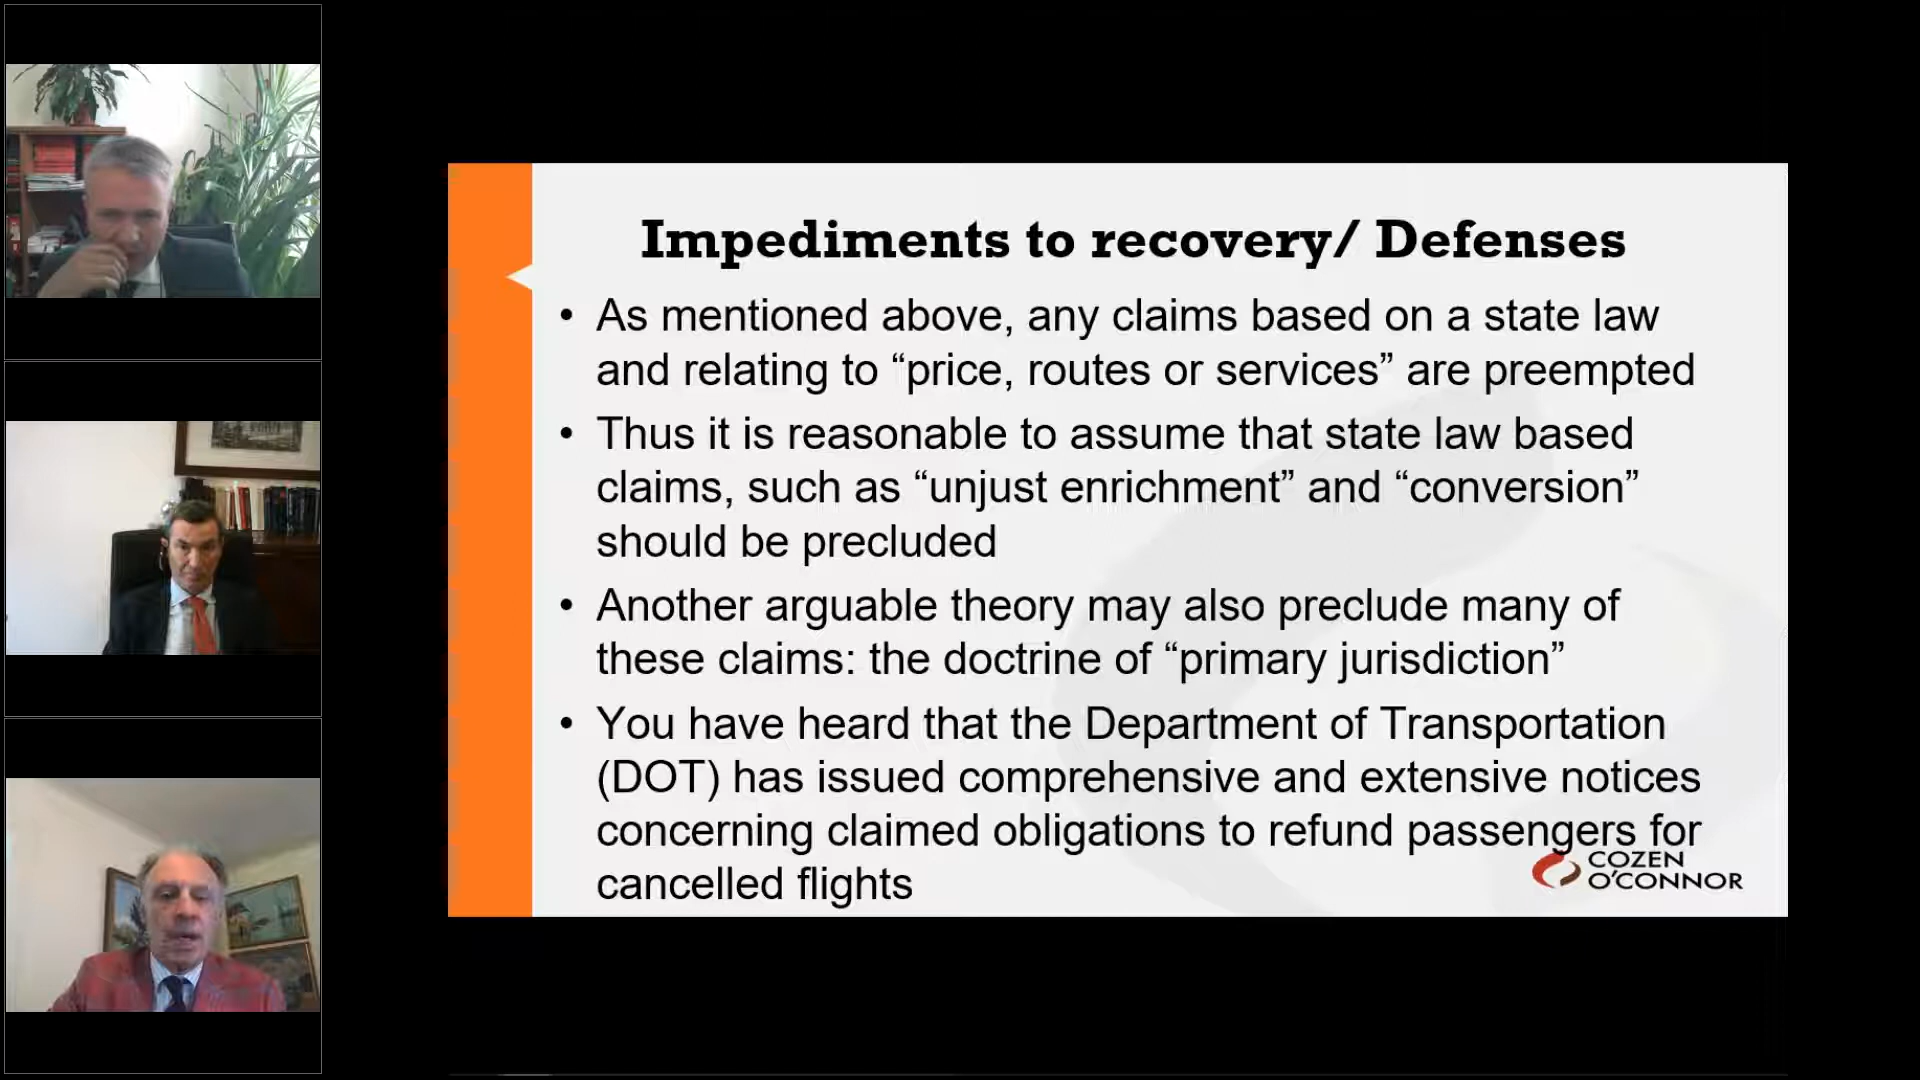 Impediments to recovery/ Defenses
• As mentioned above, any claims based on a state law
and relating to “price, routes or services” are preempted
• Thus it is reasonable to assume that state law based
claims, such as “unjust enrichment” and “conversion”
should be precluded
• Another arguable theory may also preclude many of
these claims: the doctrine of “primary jurisdiction”
• You have heard that the Department of Transportation
(DOT) has issued comprehensive and extensive notices
concerning claimed obligations to refund passengers for
cancelled flights
COZEN
O’CONNOR